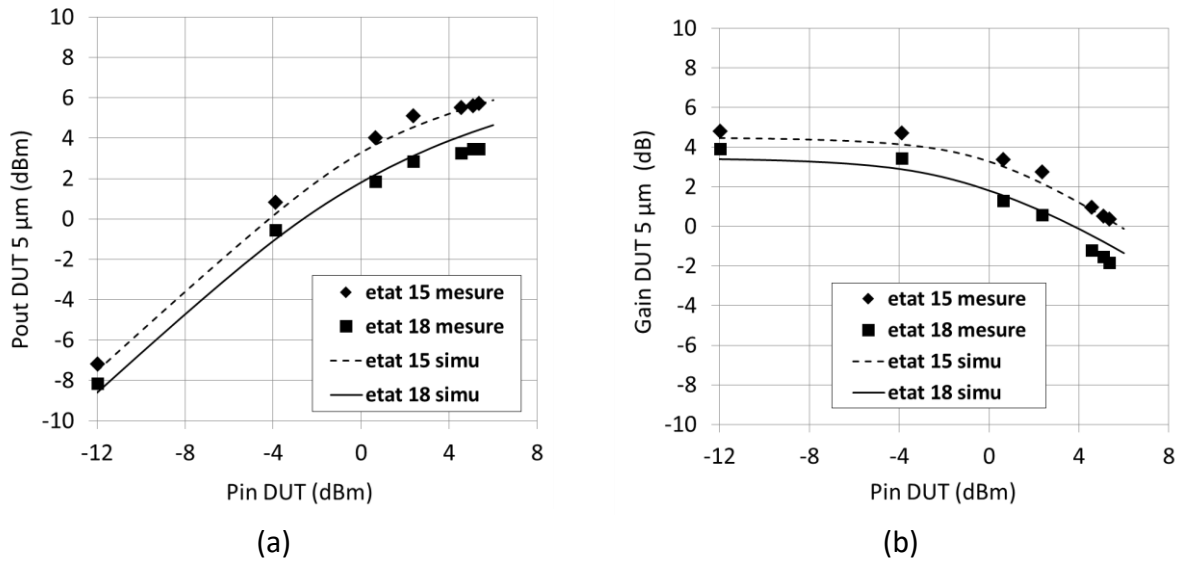 10
8
6
4
2
0
-2
-4
-6
-8
-10
Pout DUT 5 µm (dBm)
etat 15 mesure
etat 18 mesure
etat 15 simu
etat 18 simu
-12 -8 -4 0 4 8
Pin DUT (dBm)
(a)
10
8
6
4
2
0
-2
-4
-6
-8
-10
Gain DUT 5 µm (dB)
etat 15 mesure
etat 18 mesure
etat 15 simu
etat 18 simu
-12 -8 -4 0 4 8
Pin DUT (dBm)
(b)